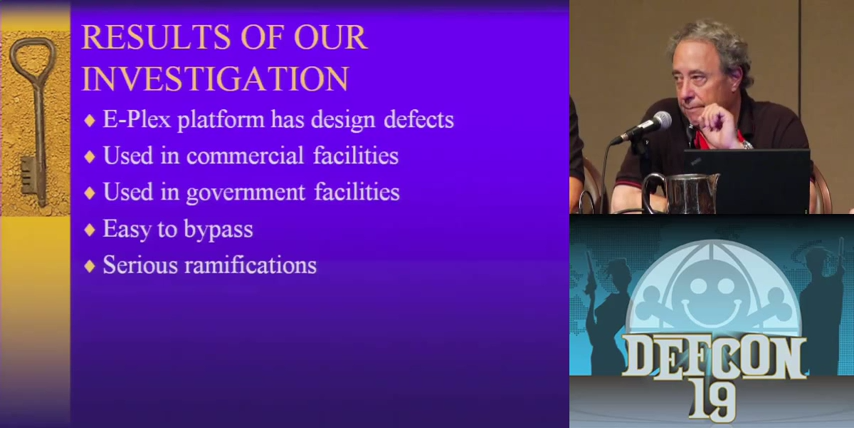 RESULTS OF OUR
INVESTIGATION
E-Plex platform has design defects
Used in commercial facilities
Used in government facilities
Easy to bypass
Serious ramifications
DEFCON
19